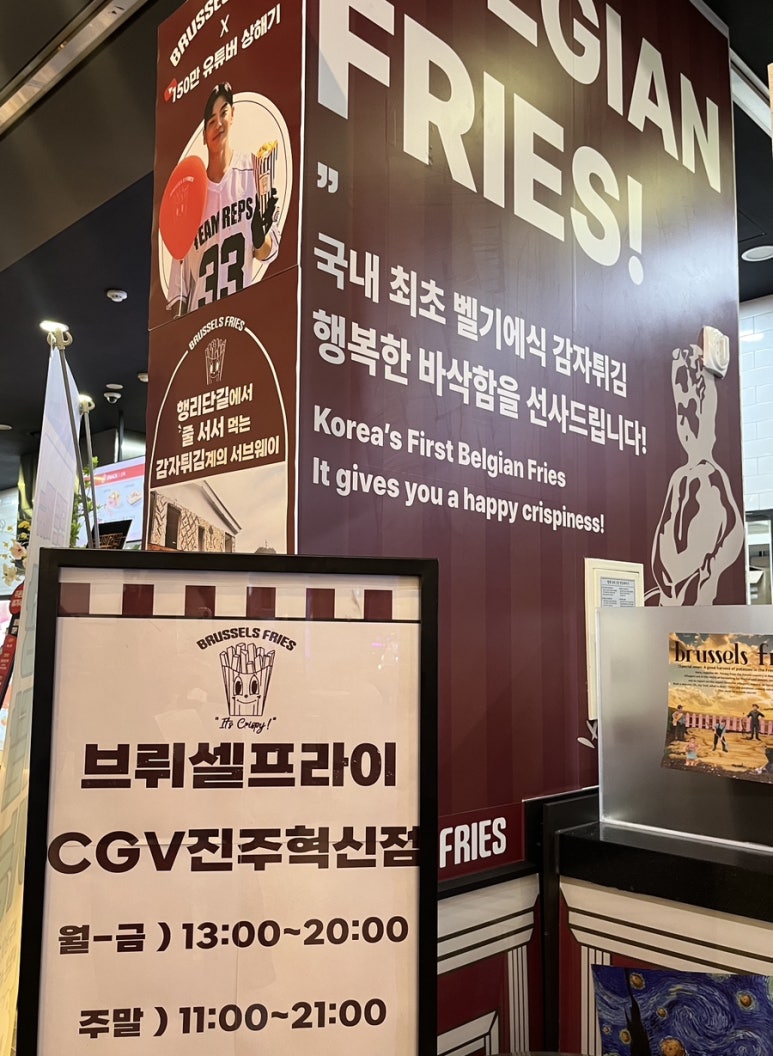 BRUSSELS
X
150만 유튜버 상해기
TEAM REPS
33
BRUSSELS FRIES
행리단길에서
줄 서서 먹는
감자튀김계의 서브웨이
FRIES!
"
국내 최초 벨기에식 감자튀김
행복한 바삭함을 선사드립니다!
Korea's First Belgian Fries
It gives you a happy crispiness!
BRUSSELS FRIES
"It's Crispy!"
브뤼셀프라이
CGV진주혁신점
월-금 ) 13:00~20:00
주말 ) 11:00~21:00
FRIES
brussels